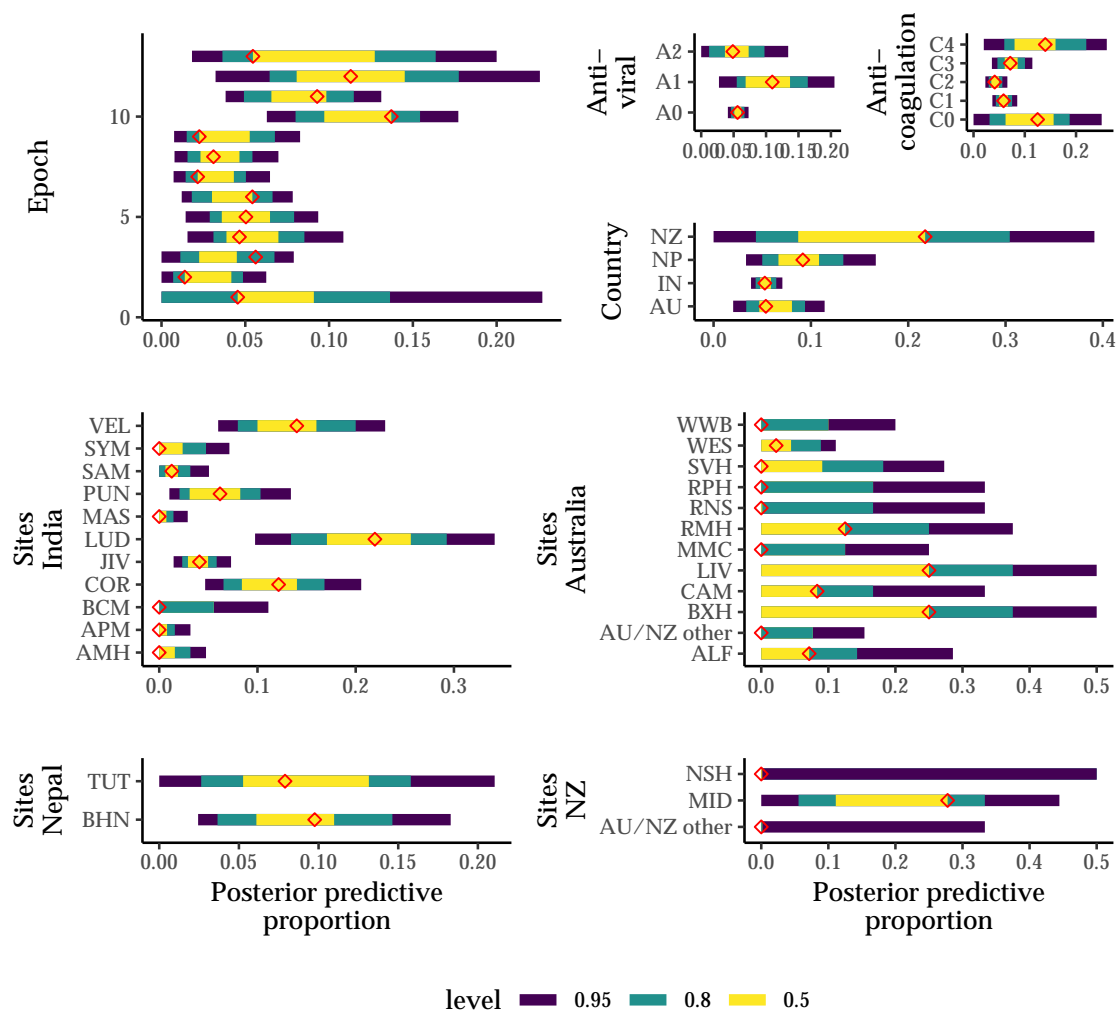 Epoch
10
5
0
0.00 0.05 0.10 0.15 0.20
Anti−
viral
A2
A1
A0
0.00 0.05 0.10 0.15 0.20
Anti−
coagulation
C4
C3
C2
C1
C0
0.0 0.1 0.2
Country
NZ
NP
IN
AU
0.0 0.1 0.2 0.3 0.4
Sites
India
VEL
SYM
SAM
PUN
MAS
LUD
JIV
COR
BCM
APM
AMH
0.0 0.1 0.2 0.3
Sites
Australia
WWB
WES
SVH
RPH
RNS
RMH
MMC
LIV
CAM
BXH
AU/NZ other
ALF
0.0 0.1 0.2 0.3 0.4 0.5
Sites
Nepal
TUT
BHN
0.00 0.05 0.10 0.15 0.20
Posterior predictive
proportion
Sites
NZ
NSH
MID
AU/NZ other
0.0 0.1 0.2 0.3 0.4 0.5
Posterior predictive
proportion
level 0.95 0.8 0.5